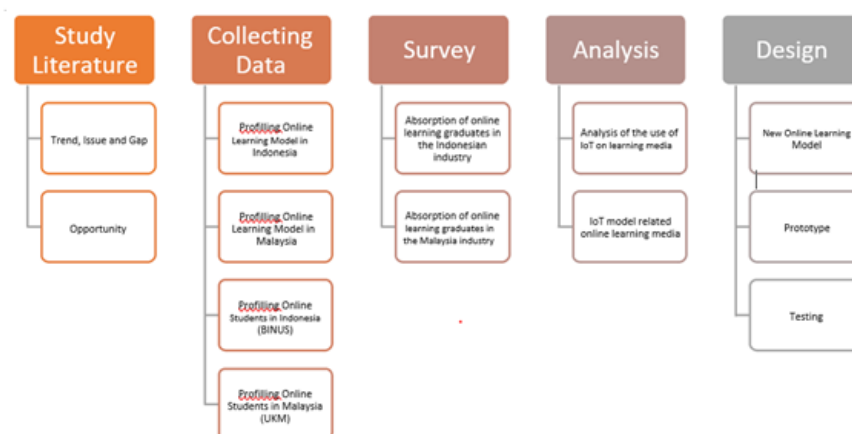 Study
Literature
Trend, Issue and Gap
Opportunity
Collecting
Data
Profilling Online
Learning Model in
Indonesia
Profilling Online
Learning Model in
Malaysia
Profilling Online
Students in Indonesia
(BINUS)
Profilling Online
Students in Malaysia
(UKM)
Survey
Absorption of online
learning graduates in
the Indonesian
industry
Absorption of online
learning graduates in
the Malaysia industry
Analysis
Analysis of the use of
IoT on learning media
IoT model related
online learning media
Design
New Online Learning
Model
Prototype
Testing